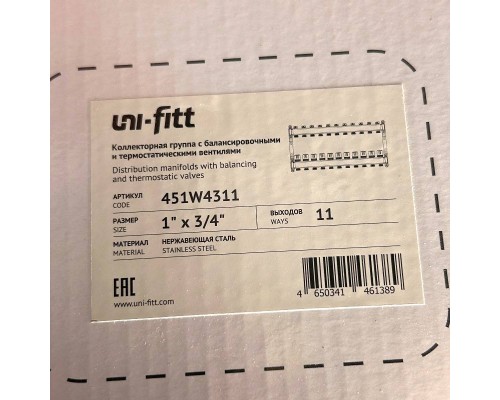 uni-fitt
Коллекторная группа с балансировочными
и термостатическими вентилями
Distribution manifolds with balancing
and thermostatic valves
АРТИКУЛ
CODE
451W4311
РАЗМЕР
SIZE
1" x 3/4"
ВЫХОДОВ
WAYS
11
МАТЕРИАЛ
MATERIAL
НЕРЖАВЕЮЩАЯ СТАЛЬ
STAINLESS STEEL
EAC
www.uni-fitt.com
4 650341 461389